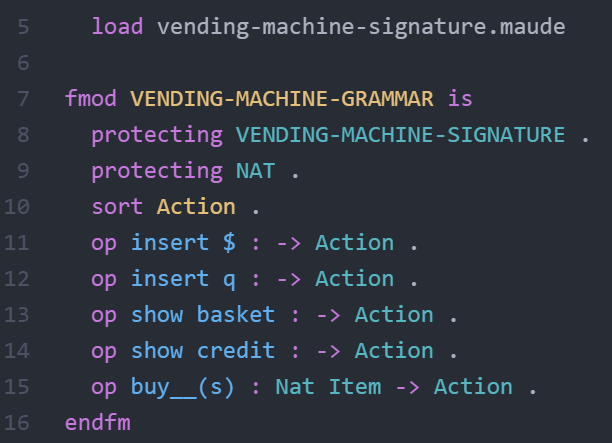 5 load vending-machine-signature.maude
6
7 fmod VENDING-MACHINE-GRAMMAR is
8 protecting VENDING-MACHINE-SIGNATURE .
9 protecting NAT .
10 sort Action .
11 op insert $ : -> Action .
12 op insert q : -> Action .
13 op show basket : -> Action .
14 op show credit : -> Action .
15 op buy__(s) : Nat Item -> Action .
16 endfm